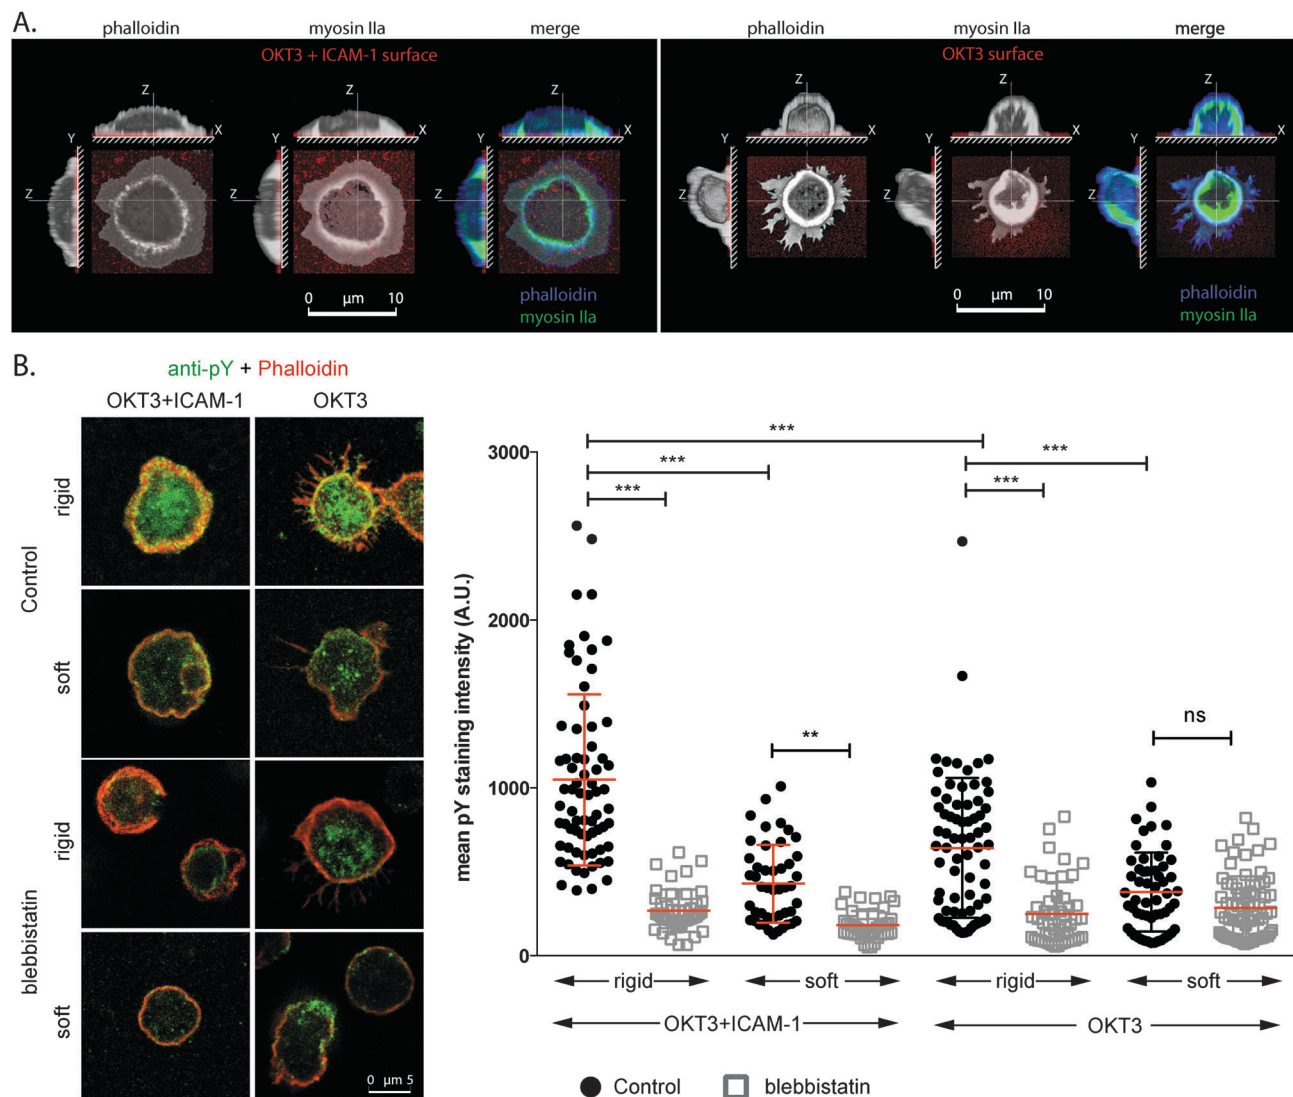 A.
phalloidin myosin IIa merge
OKT3 + ICAM-1 surface
Z Z Z
Y X
Z Z Z
0 μm 10
phalloidin
myosin IIa
phalloidin myosin IIa merge
OKT3 surface
Z Z Z
Y X Y X Y X
Z Z Z
0 μm 10
0 μm 10
phalloidin
myosin IIa
B.
anti-pY + Phalloidin
OKT3+ICAM-1 OKT3
Control
rigid
soft
blebbistatin
rigid
soft
0 μm 5
mean pY staining intensity (A.U.)
3000
2000
1000
0
***
***
***
**
***
***
ns
rigid soft rigid soft
OKT3+ICAM-1 OKT3
Control blebbistatin